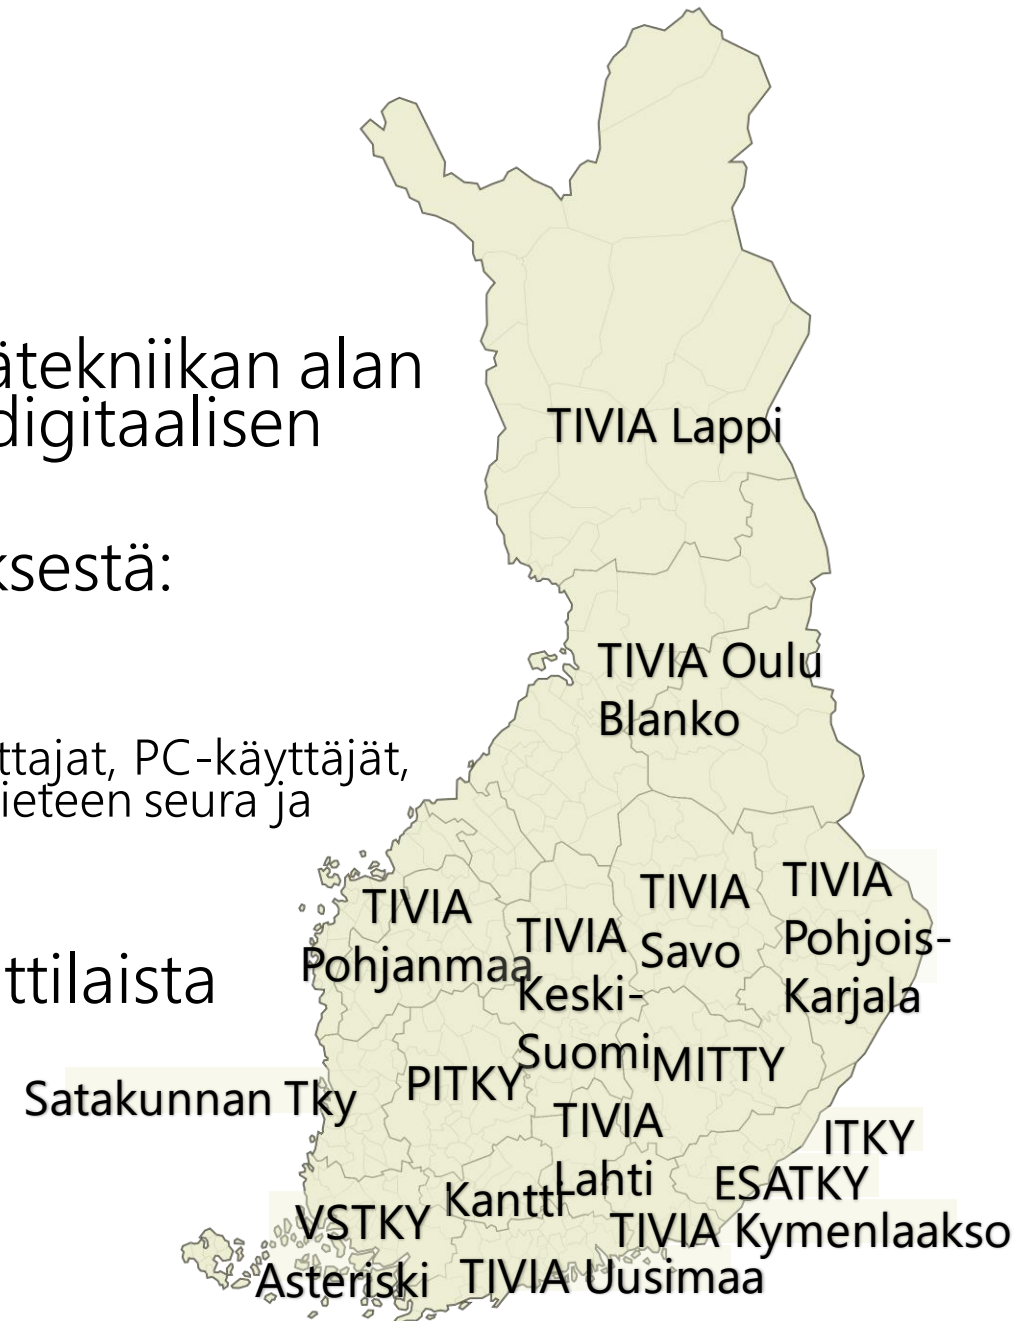 ätekniikan alan
digitaalisen
ksestä:
ttajat, PC-käyttäjät,
ieteen seura ja
ttilaista
TIVIA Lappi
TIVIA Oulu
Blanko
TIVIA
Pohjanmaa
TIVIA
Keski-
Suomi
TIVIA
Savo
TIVIA
Pohjois-
Karjala
Satakunnan Tky
PITKY
MITTY
TIVIA
Lahti
ITKY
ESATKY
Kantti
VSTKY
Asteriski
TIVIA Kymenlaakso
TIVIA Uusimaa